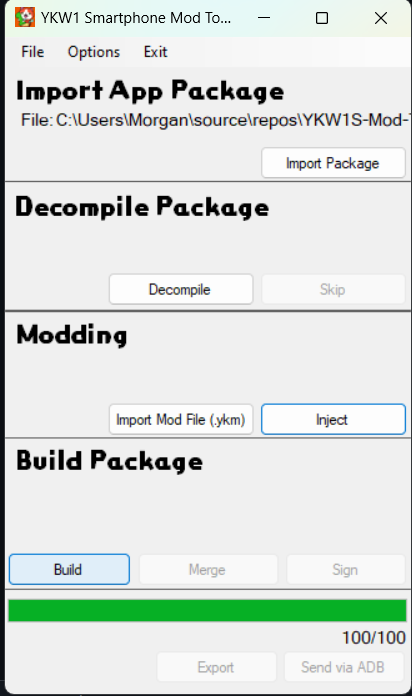 YKW1 Smartphone Mod To...
File Options Exit
Import App Package
File: C:\Users\Morgan\source\repos\YKW1S-Mod-
Import Package
Decompile Package
Decompile Skip
Modding
Import Mod File (.ykm) Inject
Build Package
Build Merge Sign
100/100
Export Send via ADB